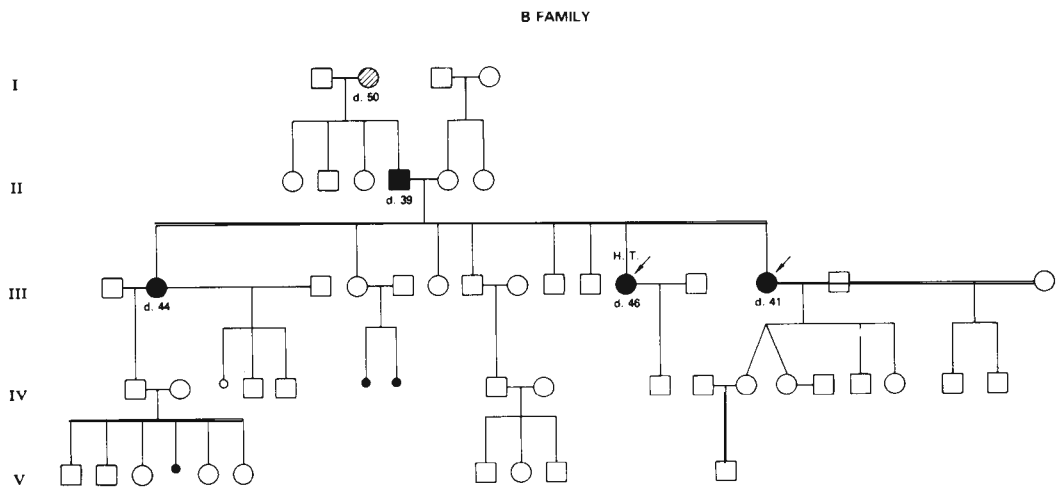 B FAMILY
I
d. 50
II
d. 39
H. T.
III
d. 44
d. 46
d. 41
IV
V